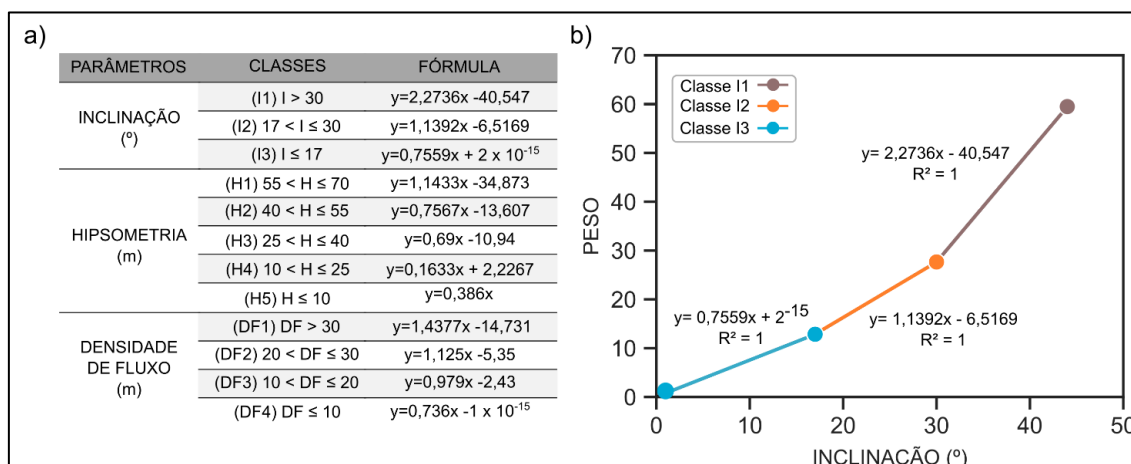 a)
PARÂMETROS CLASSES FÓRMULA
INCLINAÇÃO
(º)
(I1) I > 30 y=2,2736x -40,547
(I2) 17 < I ≤ 30 y=1,1392x -6,5169
(I3) I ≤ 17 y=0,7559x + 2 x 10⁻¹⁵
HIPSOMETRIA
(m)
(H1) 55 < H ≤ 70 y=1,1433x -34,873
(H2) 40 < H ≤ 55 y=0,7567x -13,607
(H3) 25 < H ≤ 40 y=0,69x -10,94
(H4) 10 < H ≤ 25 y=0,1633x + 2,2267
(H5) H ≤ 10 y=0,386x
DENSIDADE
DE FLUXO
(m)
(DF1) DF > 30 y=1,4377x -14,731
(DF2) 20 < DF ≤ 30 y=1,125x -5,35
(DF3) 10 < DF ≤ 20 y=0,979x -2,43
(DF4) DF ≤ 10 y=0,736x -1 x 10⁻¹⁵
b)
PESO
70
60
50
40
30
20
10
0
Classe I1
Classe I2
Classe I3
y= 2,2736x - 40,547
R² = 1
y= 0,7559x + 2⁻¹⁵
R² = 1
y= 1,1392x - 6,5169
R² = 1
0 10 20 30 40 50
INCLINAÇÃO (º)